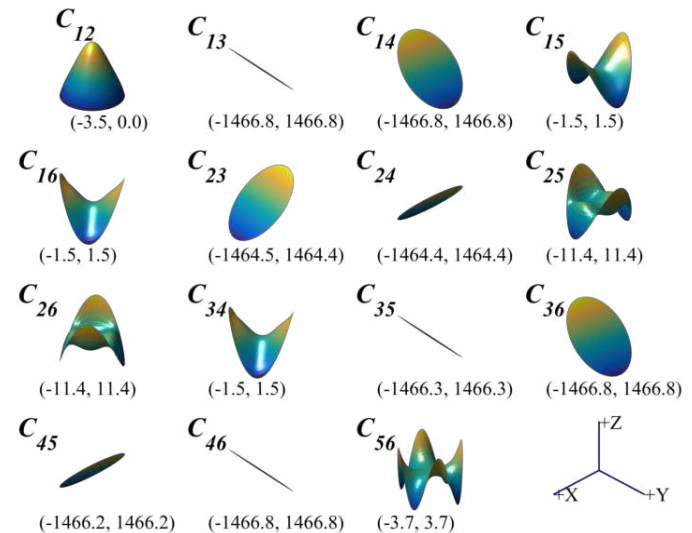 C12 C13 C14 C15
(-3.5, 0.0) (-1466.8, 1466.8) (-1466.8, 1466.8) (-1.5, 1.5)
C16 C23 C24 C25
(-1.5, 1.5) (-1464.5, 1464.4) (-1464.4, 1464.4) (-11.4, 11.4)
C26 C34 C35 C36
(-11.4, 11.4) (-1.5, 1.5) (-1466.3, 1466.3) (-1466.8, 1466.8)
C45 C46 C56
+Z
+X +Y
(-1466.2, 1466.2) (-1466.8, 1466.8) (-3.7, 3.7)